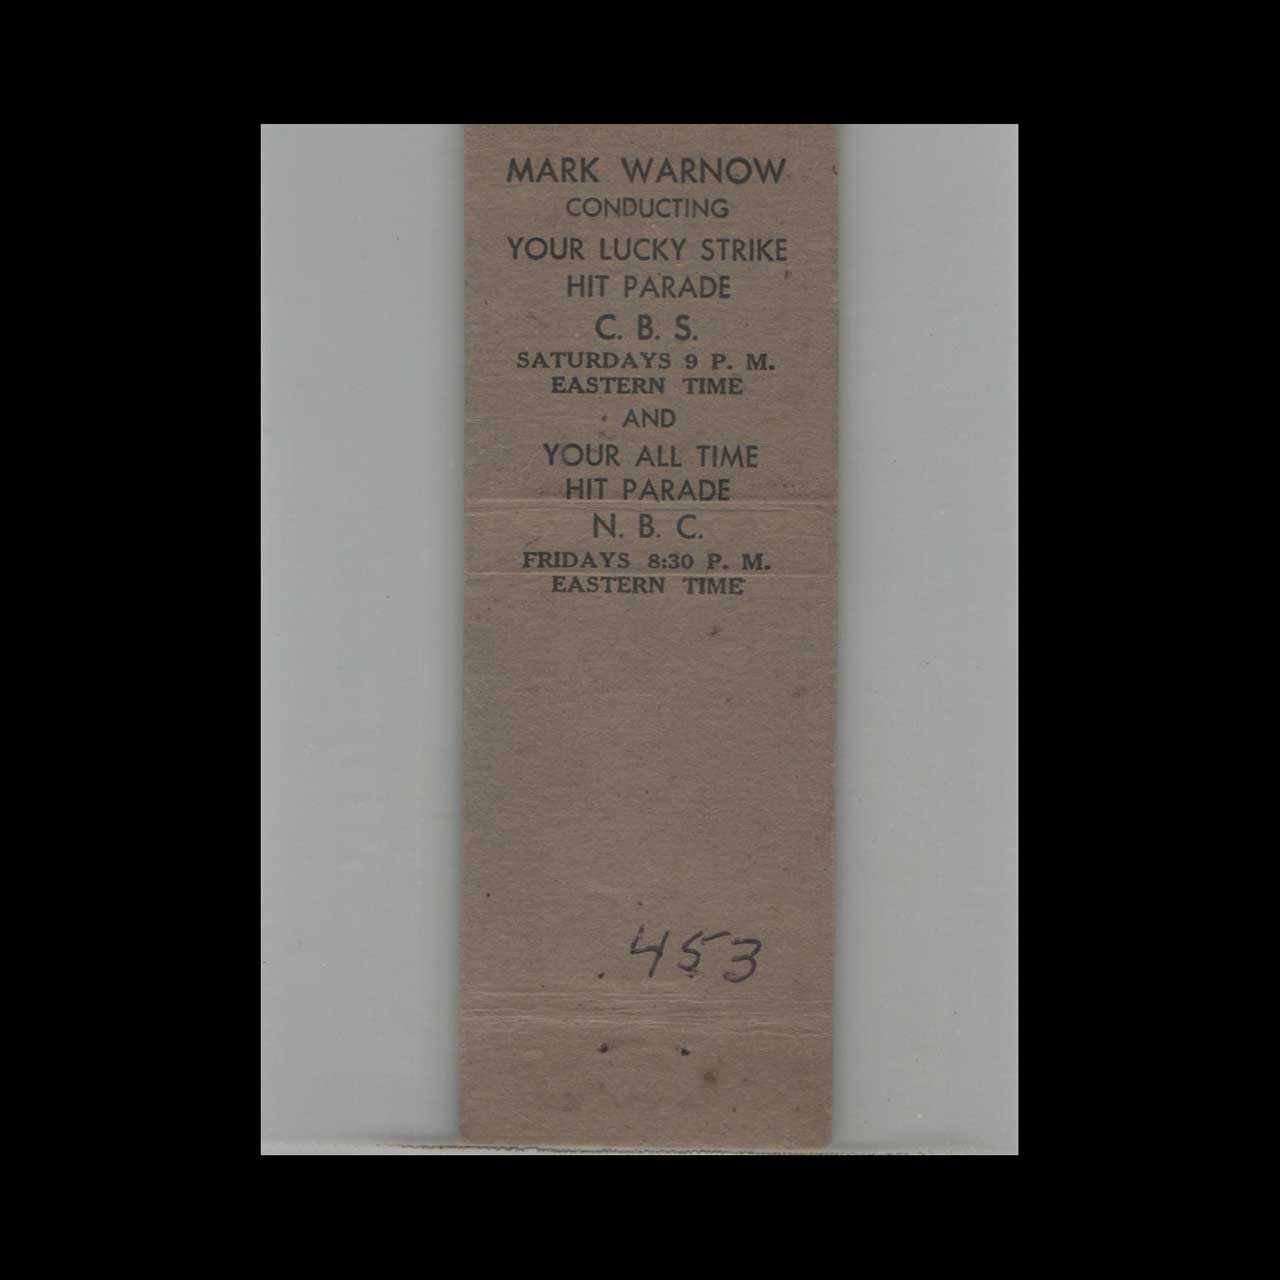 MARK WARNOW
CONDUCTING
YOUR LUCKY STRIKE
HIT PARADE
C. B. S.
SATURDAYS 9 P. M.
EASTERN TIME
AND
YOUR ALL TIME
HIT PARADE
N. B. C.
FRIDAYS 8:30 P. M.
EASTERN TIME
453